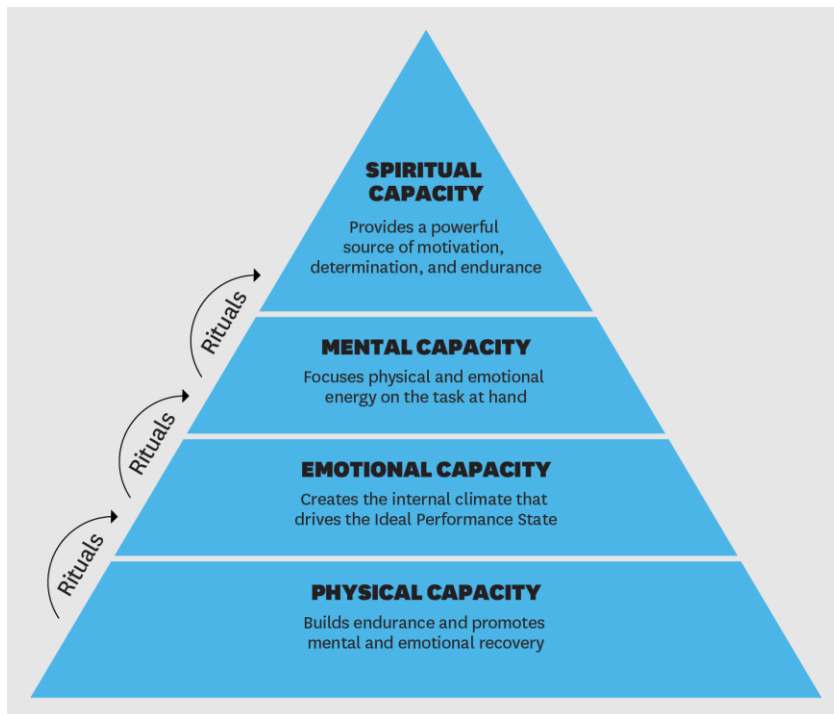 SPIRITUAL
CAPACITY
Provides a powerful
source of motivation,
determination, and endurance
Rituals
MENTAL CAPACITY
Focuses physical and emotional
energy on the task at hand
Rituals
EMOTIONAL CAPACITY
Creates the internal climate that
drives the Ideal Performance State
Rituals
PHYSICAL CAPACITY
Builds endurance and promotes
mental and emotional recovery